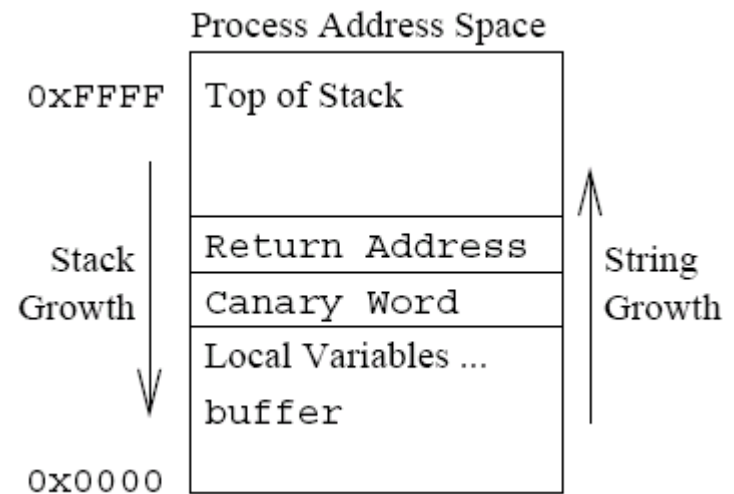 Process Address Space
0xFFFF
Top of Stack
Return Address
Stack
Growth
Canary Word
String
Growth
Local Variables ...
buffer
0x0000